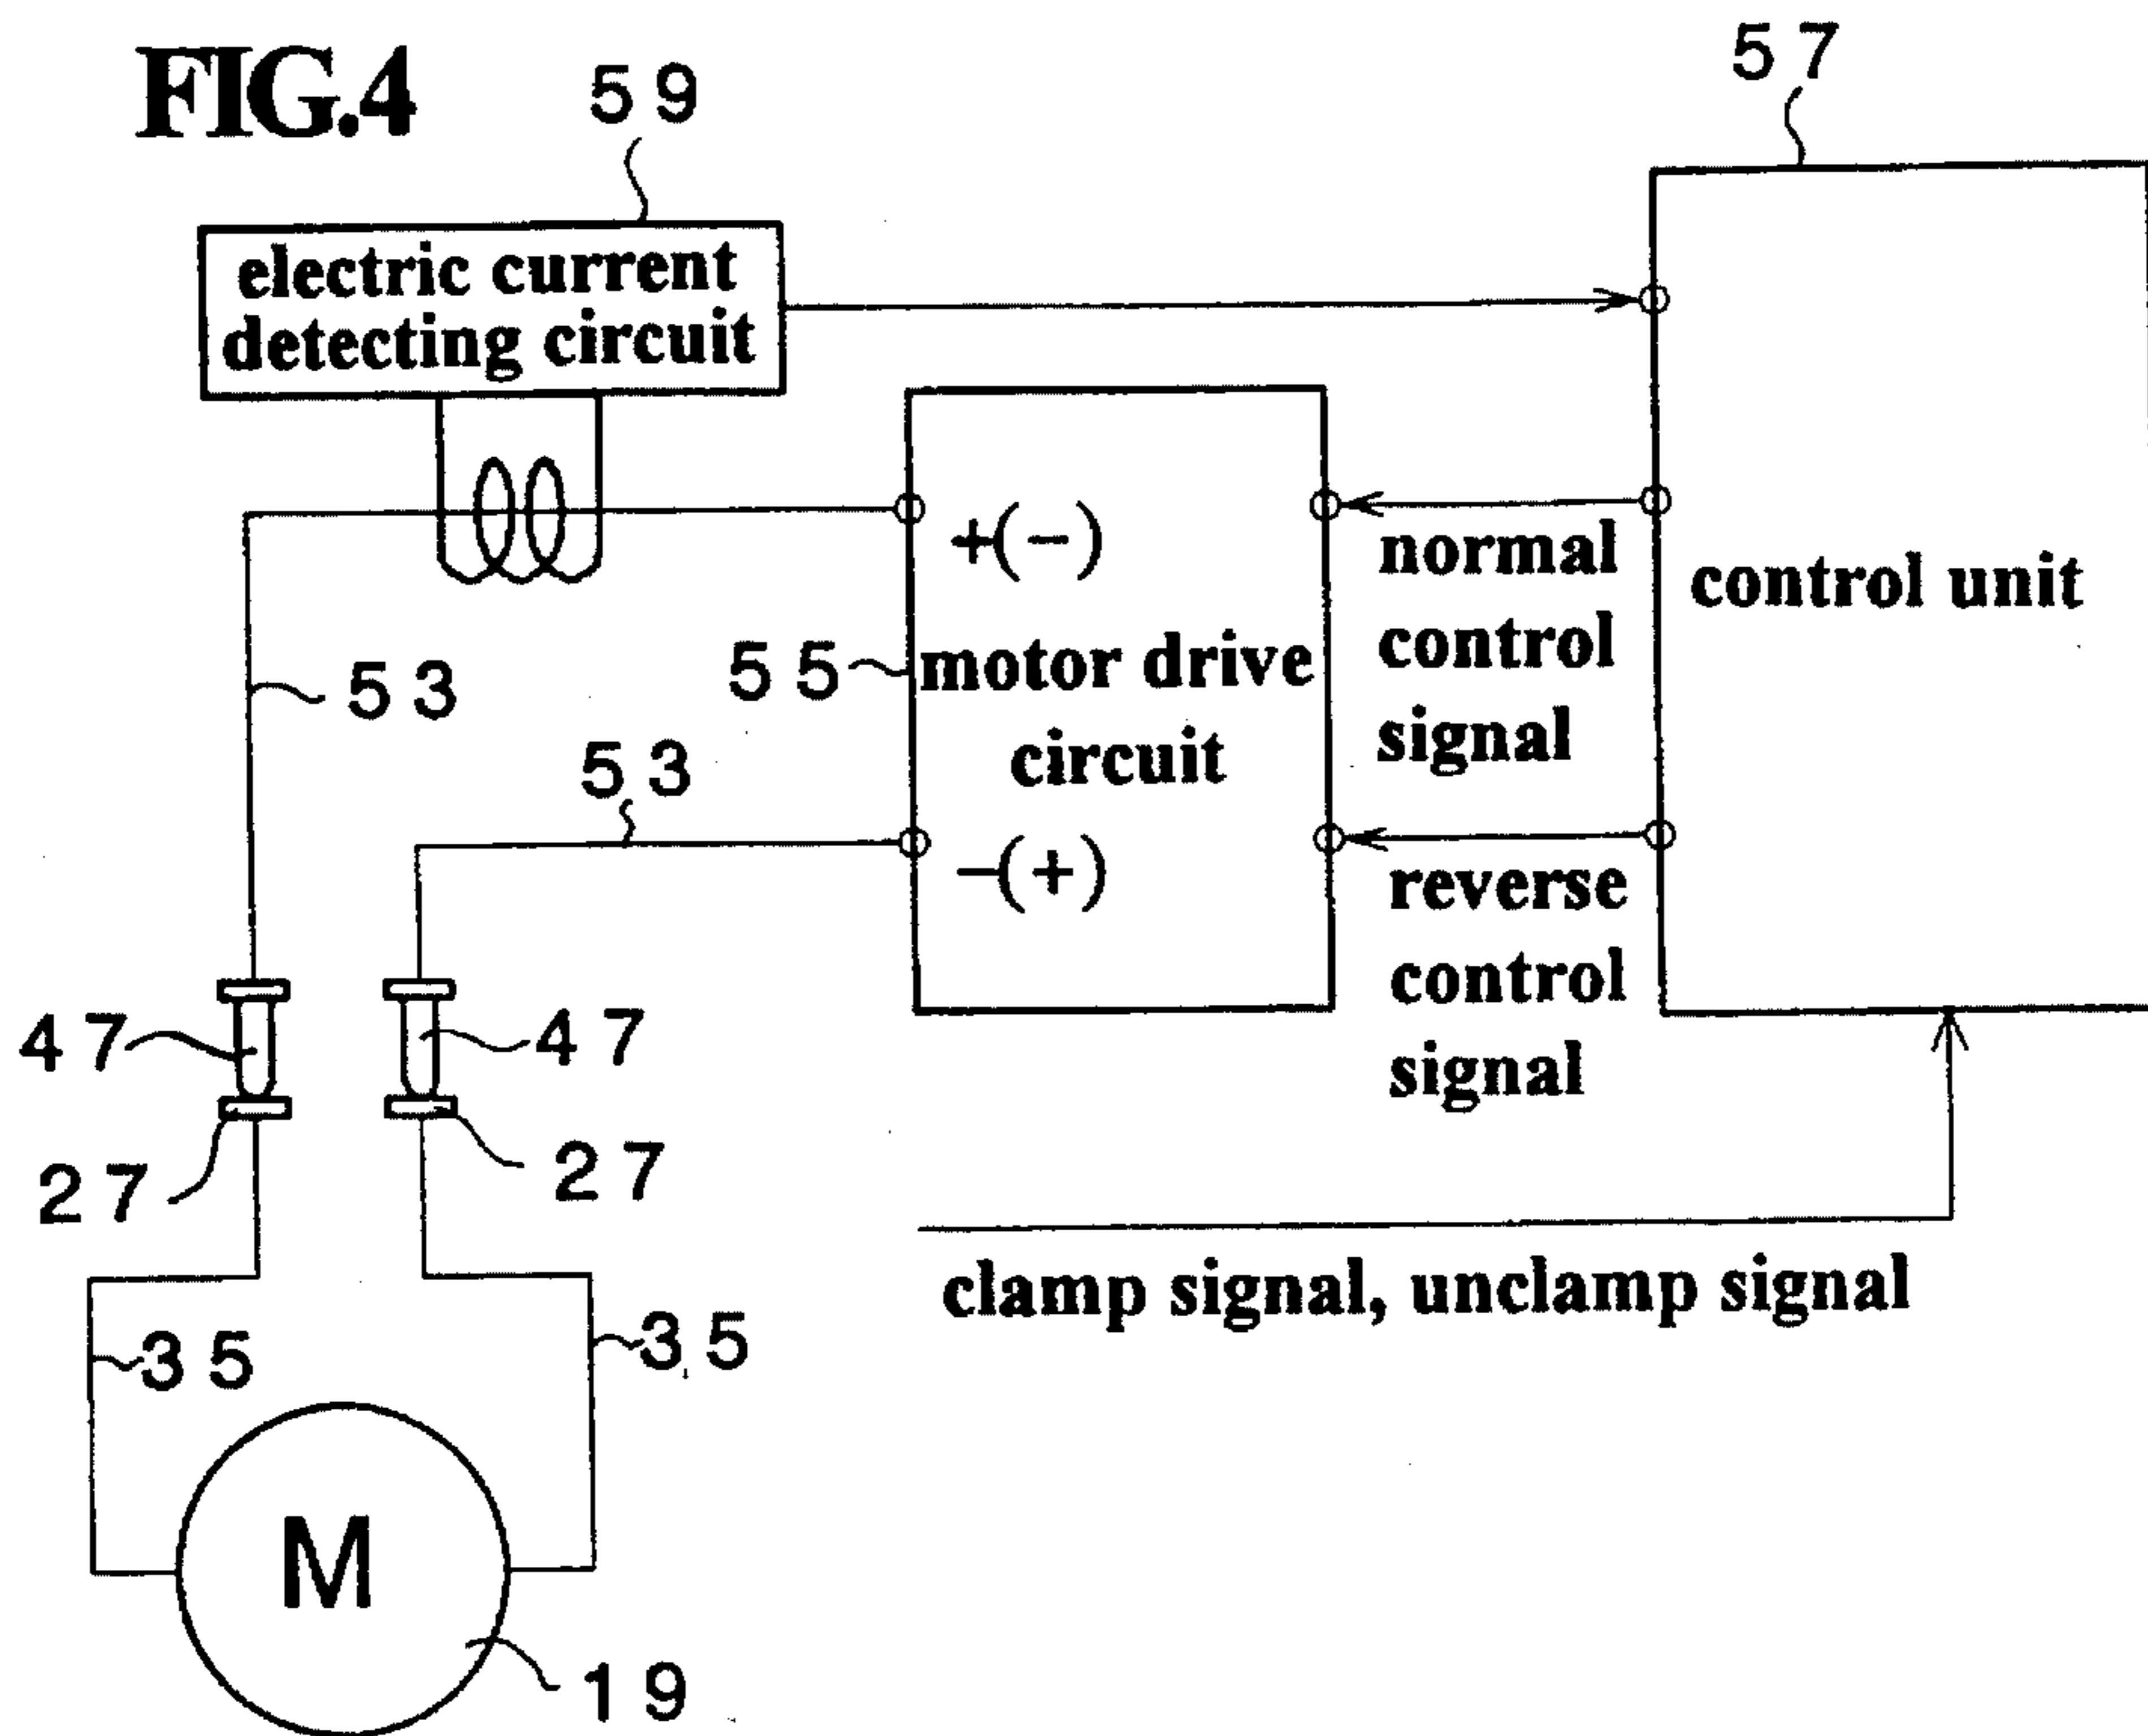 FIG.4
59
57
electric current
detecting circuit
+(-)
normal
control
signal
control unit
53
55
motor drive
circuit
53
-(+)
reverse
control
signal
47
47
27
27
clamp signal, unclamp signal
35
35
M
19